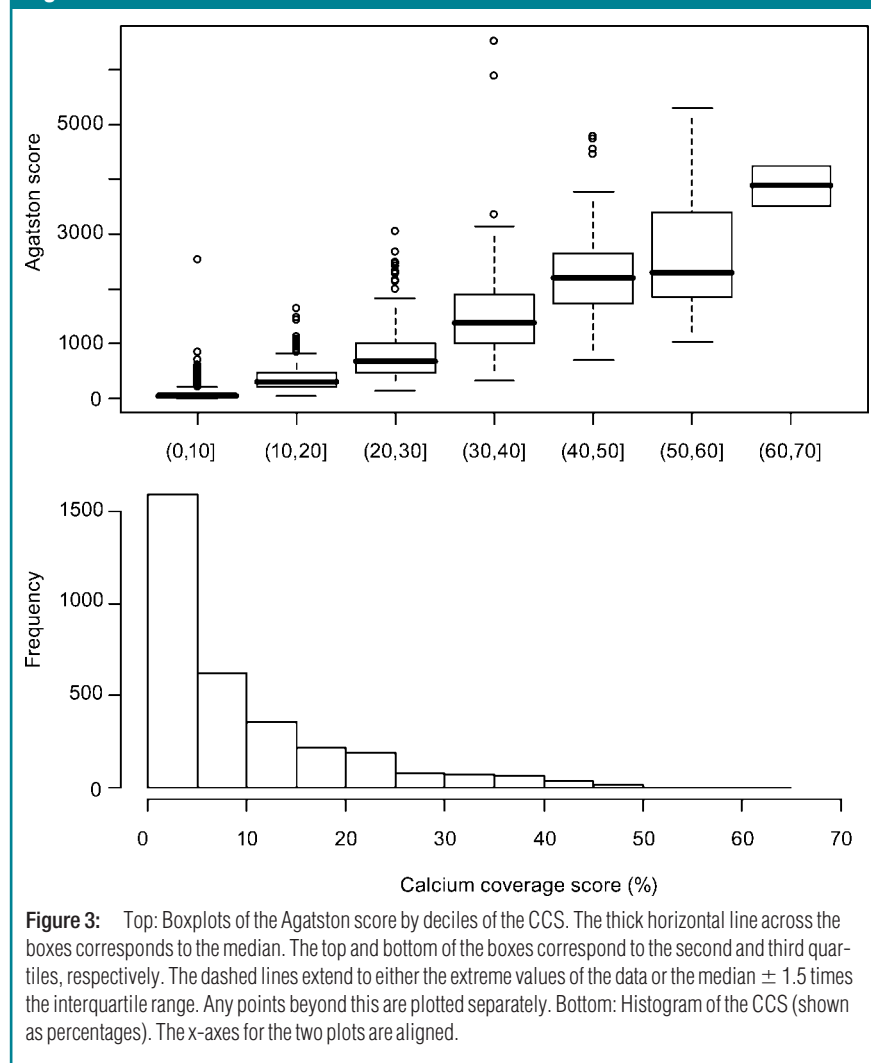 Agatston score
5000
3000
1000
0
(0,10] (10,20] (20,30] (30,40] (40,50] (50,60] (60,70]
Frequency
1500
1000
500
0
0 10 20 30 40 50 60 70
Calcium coverage score (%)
Figure 3: Top: Boxplots of the Agatston score by deciles of the CCS. The thick horizontal line across the
boxes corresponds to the median. The top and bottom of the boxes correspond to the second and third quar-
tiles, respectively. The dashed lines extend to either the extreme values of the data or the median ± 1.5 times
the interquartile range. Any points beyond this are plotted separately. Bottom: Histogram of the CCS (shown
as percentages). The x-axes for the two plots are aligned.